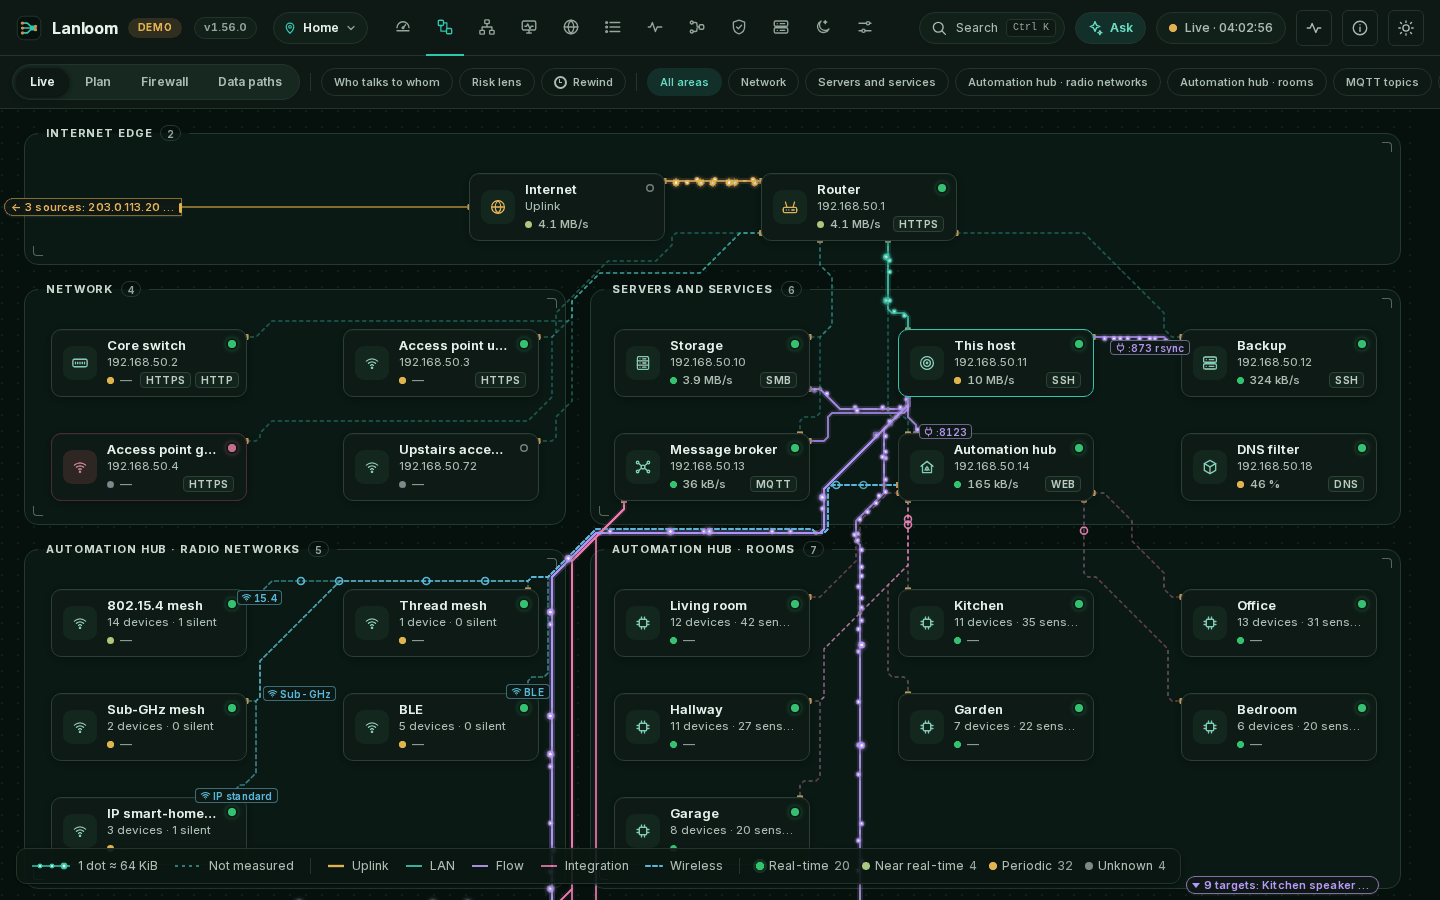 Lanloom DEMO v1.56.0 Home Search Ctrl K Ask Live · 04:02:56
Live Plan Firewall Data paths Who talks to whom Risk lens Rewind All areas Network Servers and services Automation hub · radio networks Automation hub · rooms MQTT topics
INTERNET EDGE 2
Internet
Uplink
4.1 MB/s
Router
192.168.50.1
4.1 MB/s HTTPS
← 3 sources: 203.0.113.20 ...
NETWORK 4
Core switch
192.168.50.2
— HTTPS HTTP
Access point u...
192.168.50.3
— HTTPS
Access point g...
192.168.50.4
— HTTPS
Upstairs acce...
192.168.50.72
—
SERVERS AND SERVICES 6
Storage
192.168.50.10
3.9 MB/s SMB
This host
192.168.50.11
10 MB/s SSH
:873 rsync
Backup
192.168.50.12
324 kB/s SSH
Message broker
192.168.50.13
36 kB/s MQTT
:8123
Automation hub
192.168.50.14
165 kB/s WEB
DNS filter
192.168.50.18
46 % DNS
AUTOMATION HUB · RADIO NETWORKS 5
802.15.4 mesh
14 devices · 1 silent
—
15.4
Thread mesh
1 device · 0 silent
—
Sub-GHz mesh
2 devices · 0 silent
—
Sub-GHz
BLE
BLE
5 devices · 0 silent
—
IP standard
IP smart-home...
3 devices · 1 silent
AUTOMATION HUB · ROOMS 7
Living room
12 devices · 42 sen...
—
Kitchen
11 devices · 35 sens...
—
Office
13 devices · 31 sens...
—
Hallway
11 devices · 27 sens...
—
Garden
7 devices · 22 sens...
—
Bedroom
6 devices · 20 sens...
—
Garage
8 devices · 20 sens...
1 dot ≈ 64 KiB Not measured Uplink LAN Flow Integration Wireless Real-time 20 Near real-time 4 Periodic 32 Unknown 4
9 targets: Kitchen speaker ...